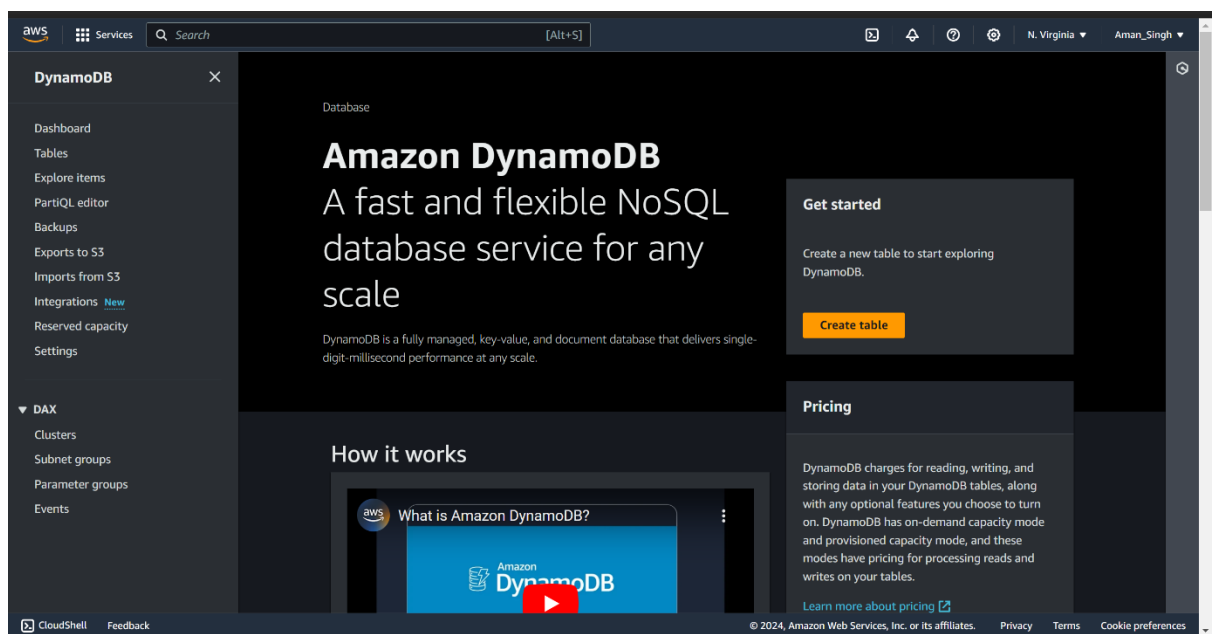 aws
Services
Search
[Alt+S]
N. Virginia
Aman_Singh
DynamoDB
Dashboard
Tables
Explore items
PartiQL editor
Backups
Exports to S3
Imports from S3
Integrations New
Reserved capacity
Settings
DAX
Clusters
Subnet groups
Parameter groups
Events
Database
Amazon DynamoDB
A fast and flexible NoSQL
database service for any
scale
DynamoDB is a fully managed, key-value, and document database that delivers single-
digit-millisecond performance at any scale.
Get started
Create a new table to start exploring
DynamoDB.
Create table
How it works
aws
What is Amazon DynamoDB?
Amazon
DynamoDB
Pricing
DynamoDB charges for reading, writing, and
storing data in your DynamoDB tables, along
with any optional features you choose to turn
on. DynamoDB has on-demand capacity mode
and provisioned capacity mode, and these
modes have pricing for processing reads and
writes on your tables.
Learn more about pricing
CloudShell
Feedback
© 2024, Amazon Web Services, Inc. or its affiliates.
Privacy
Terms
Cookie preferences